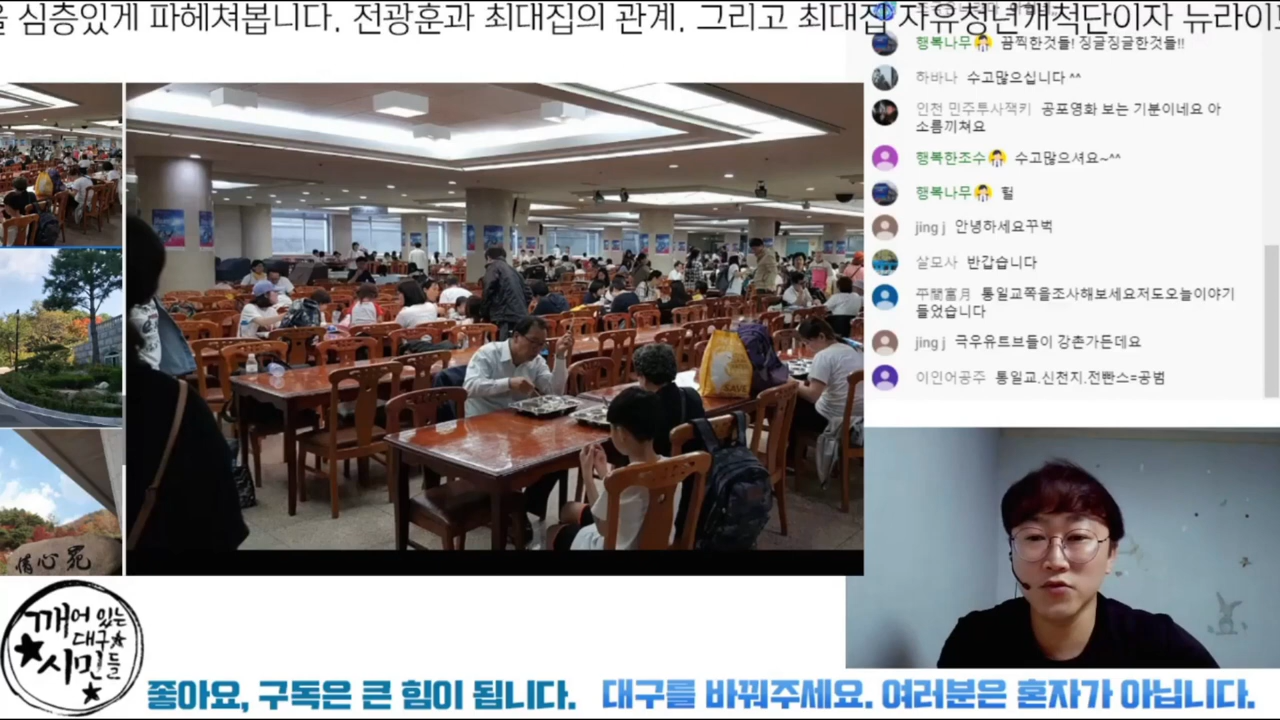 을 심층있게 파헤쳐봅니다. 전광훈과 최대집의 관계. 그리고 최대집 자유청년개척단이자 뉴라이
행복나무 끔찍한것들! 징글징글한것들!!
하바나 수고많으십니다 ^^
인천 민주투사잭키 공포영화 보는 기분이네요 아
소름끼쳐요
행복한조수 수고많으셔요~^^
행복나무 헐
jing j 안녕하세요꾸벅
살모사 반갑습니다
平間富月 통일교쪽을조사해보세요저도오늘이야기
들었습니다
jing j 극우유트브들이 강촌가든데요
이인어공주 통일교.신천지.전빤스=공범
SAVE
情心苑
깨어 있는
대구
시민들
좋아요, 구독은 큰 힘이 됩니다. 대구를 바꿔주세요. 여러분은 혼자가 아닙니다.